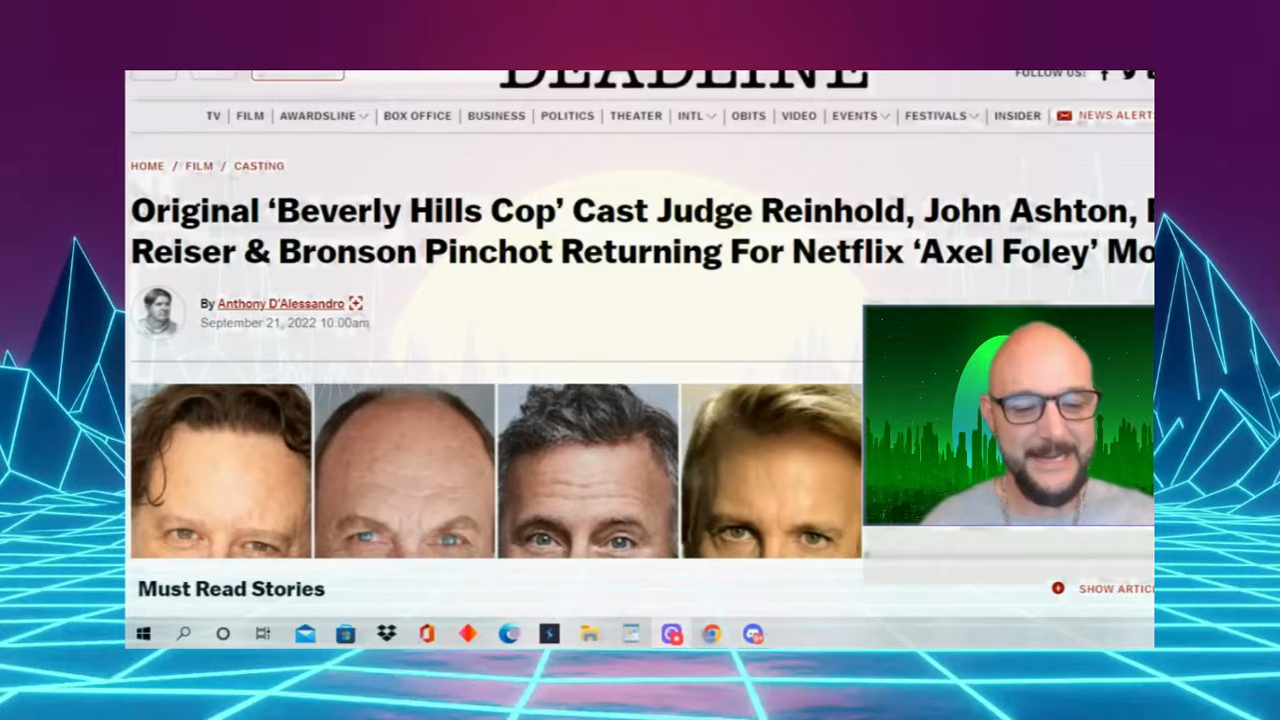 DEADLINE
FOLLOW US:
TV | FILM | AWARDSLINE | BOX OFFICE | BUSINESS | POLITICS | THEATER | INTL | OBITS | VIDEO | EVENTS | FESTIVALS | INSIDER | NEWS ALERT
HOME / FILM / CASTING
Original ‘Beverly Hills Cop’ Cast Judge Reinhold, John Ashton,
Reiser & Bronson Pinchot Returning For Netflix ‘Axel Foley’ Mo
By Anthony D'Alessandro
September 21, 2022 10:00am
Must Read Stories
SHOW ARTIC